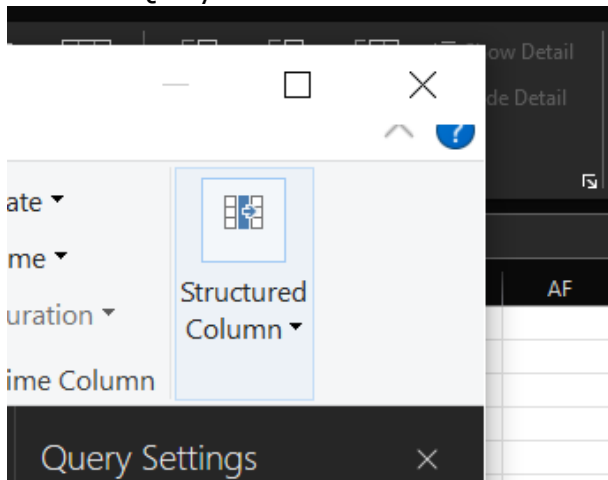 ow Detail
de Detail
?
ate
me
uration
ime Column
Structured
Column
AF
Query Settings